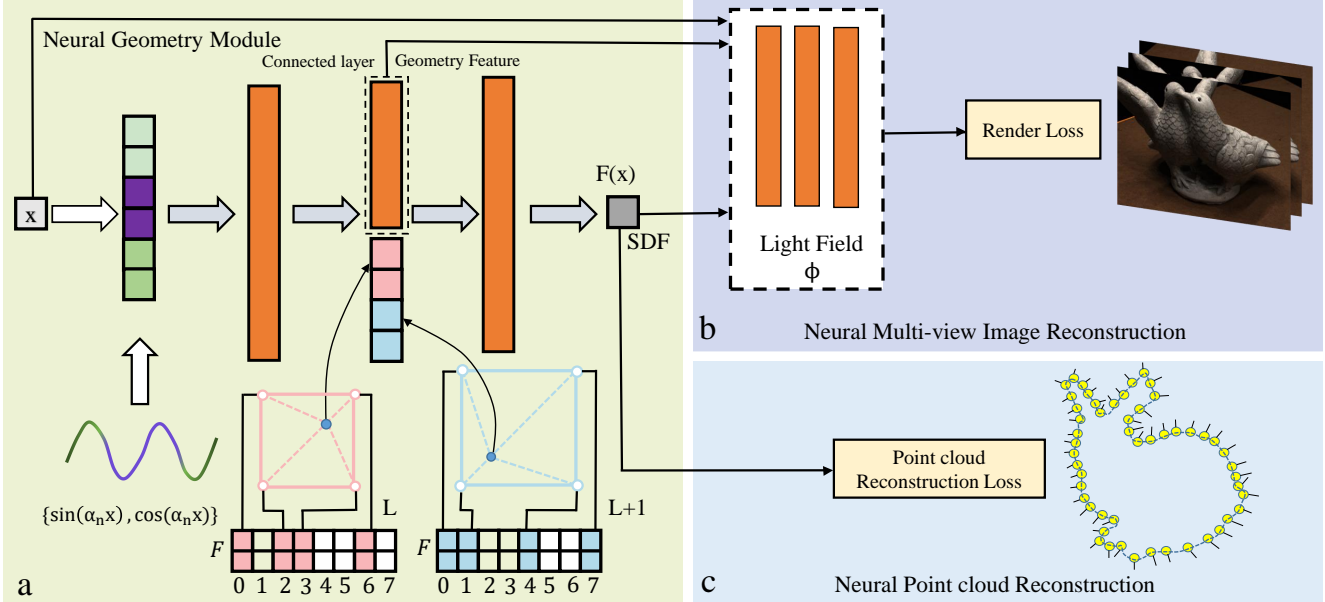 Neural Geometry Module
Connected layer
Geometry Feature
x
F(x)
SDF
{sin(αₙx), cos(αₙx)}
L
L+1
F
0 1 2 3 4 5 6 7
F
0 1 2 3 4 5 6 7
a
Light Field
ϕ
Render Loss
b
Neural Multi-view Image Reconstruction
Point cloud
Reconstruction Loss
c
Neural Point cloud Reconstruction